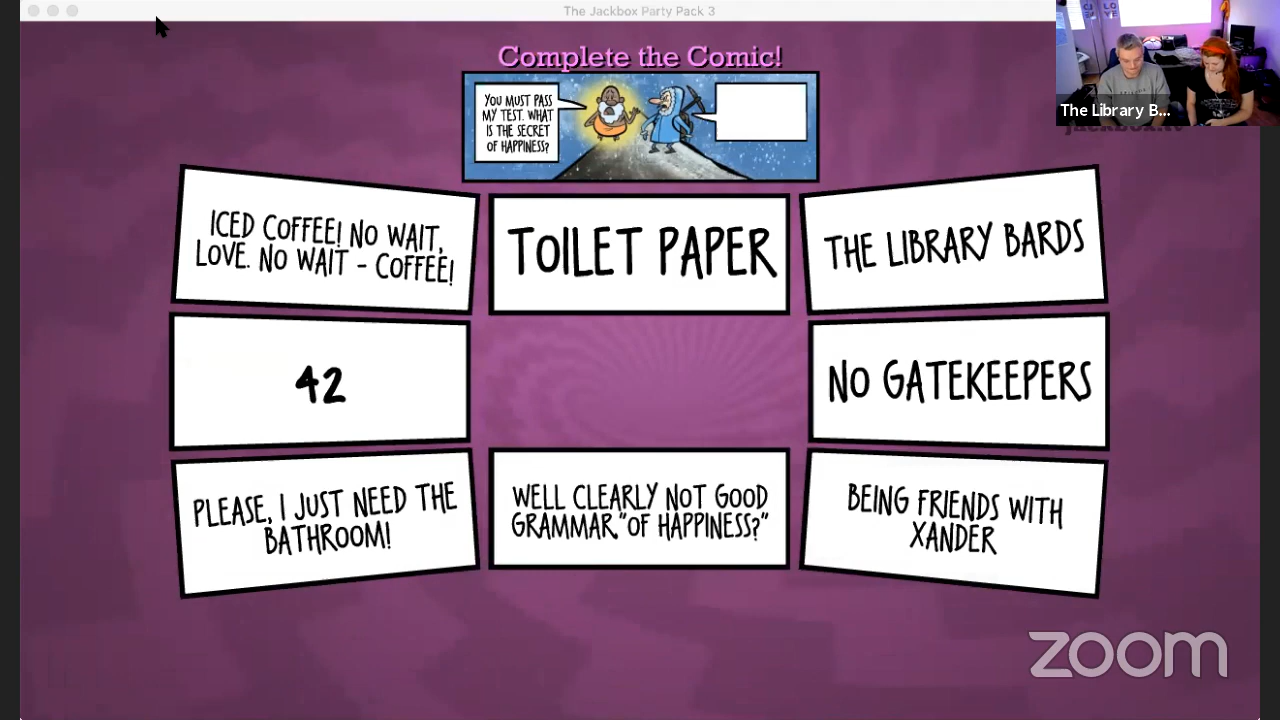 The Jackbox Party Pack 3
Complete the Comic!
YOU MUST PASS
MY TEST. WHAT
IS THE SECRET
OF HAPPINESS?
The Library B...
ICED COFFEE! NO WAIT,
LOVE. NO WAIT - COFFEE!
TOILET PAPER
THE LIBRARY BARDS
42
NO GATEKEEPERS
PLEASE, I JUST NEED THE
BATHROOM!
WELL CLEARLY NOT GOOD
GRAMMAR."OF HAPPINESS?"
BEING FRIENDS WITH
XANDER
zoom